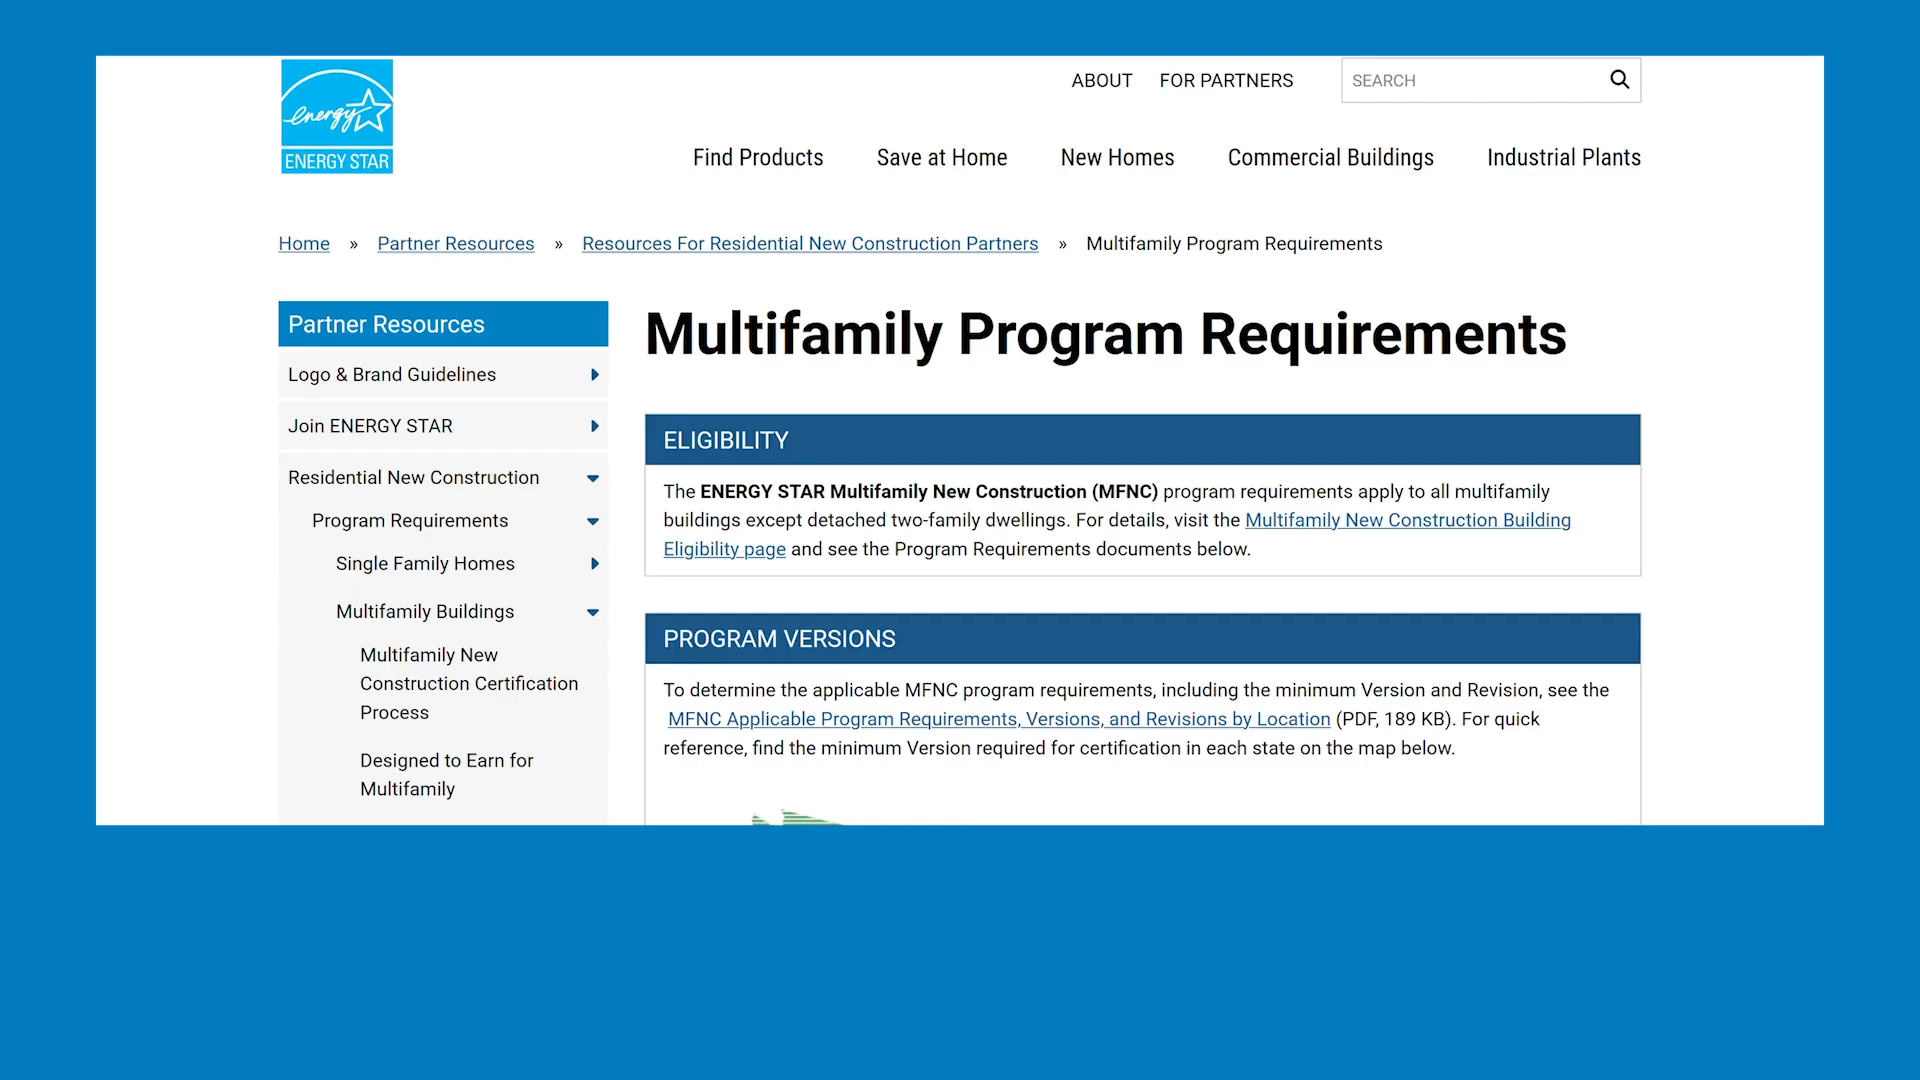 energy
ENERGY STAR
ABOUT FOR PARTNERS SEARCH
Find Products Save at Home New Homes Commercial Buildings Industrial Plants
Home » Partner Resources » Resources For Residential New Construction Partners » Multifamily Program Requirements
Partner Resources
Logo & Brand Guidelines
Join ENERGY STAR
Residential New Construction
Program Requirements
Single Family Homes
Multifamily Buildings
Multifamily New
Construction Certification
Process
Designed to Earn for
Multifamily
Multifamily Program Requirements
ELIGIBILITY
The ENERGY STAR Multifamily New Construction (MFNC) program requirements apply to all multifamily
buildings except detached two-family dwellings. For details, visit the Multifamily New Construction Building
Eligibility page and see the Program Requirements documents below.
PROGRAM VERSIONS
To determine the applicable MFNC program requirements, including the minimum Version and Revision, see the
MFNC Applicable Program Requirements, Versions, and Revisions by Location (PDF, 189 KB). For quick
reference, find the minimum Version required for certification in each state on the map below.